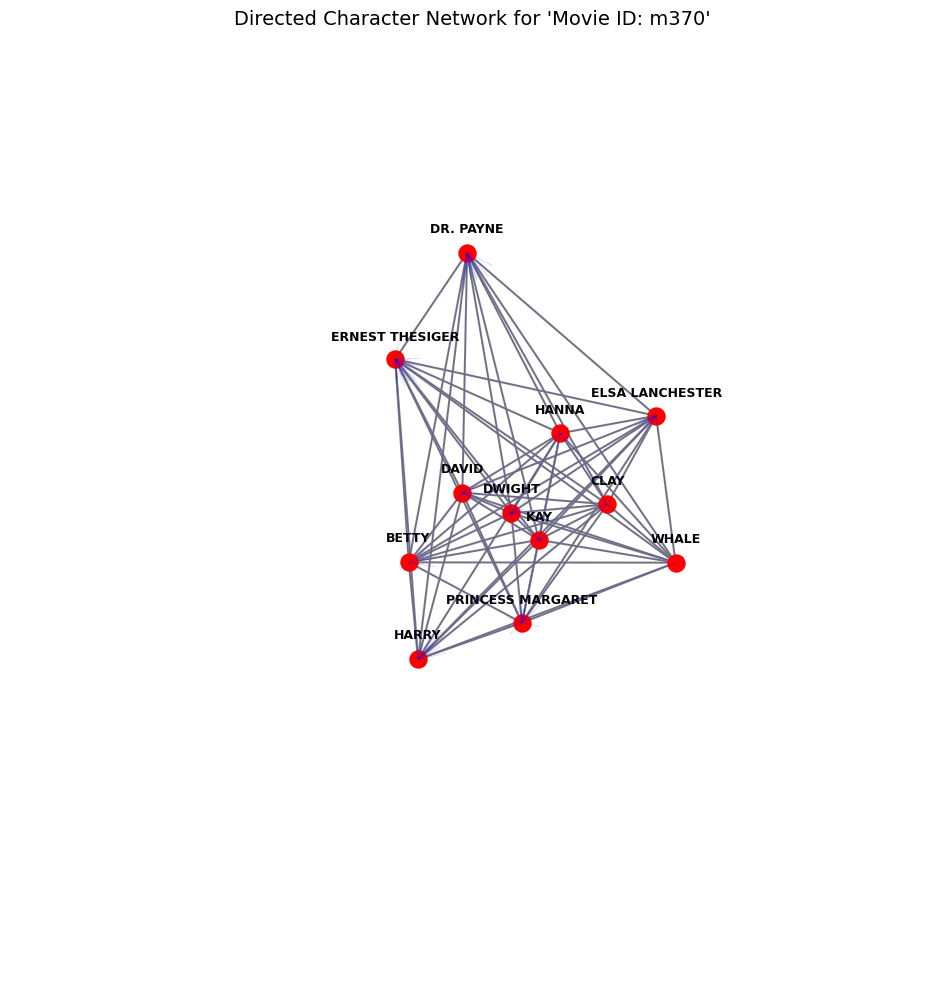 Directed Character Network for 'Movie ID: m370'
DR. PAYNE
ERNEST THESIGER
ELSA LANCHESTER
HANNA
DAVID
CLAY
DWIGHT
KAY
BETTY
WHALE
PRINCESS MARGARET
HARRY